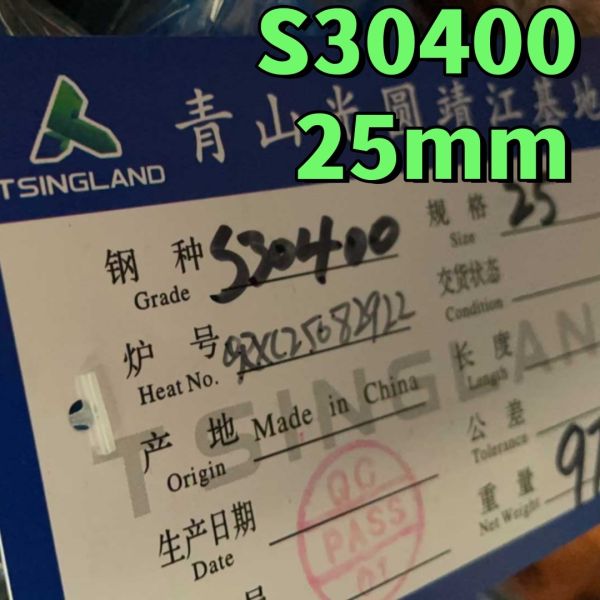 S30400
25mm
TSINGLAND
青山光圆靖江基地
钢种 S30400
Grade
规格 25
Size
炉号
Heat No.
交货状态
Condition
产地 Made in China
Origin
长度
Length
公差
Tolerance
生产日期
Date
重量
Net Weight
QC
PASS
01
号
TSINGLAN